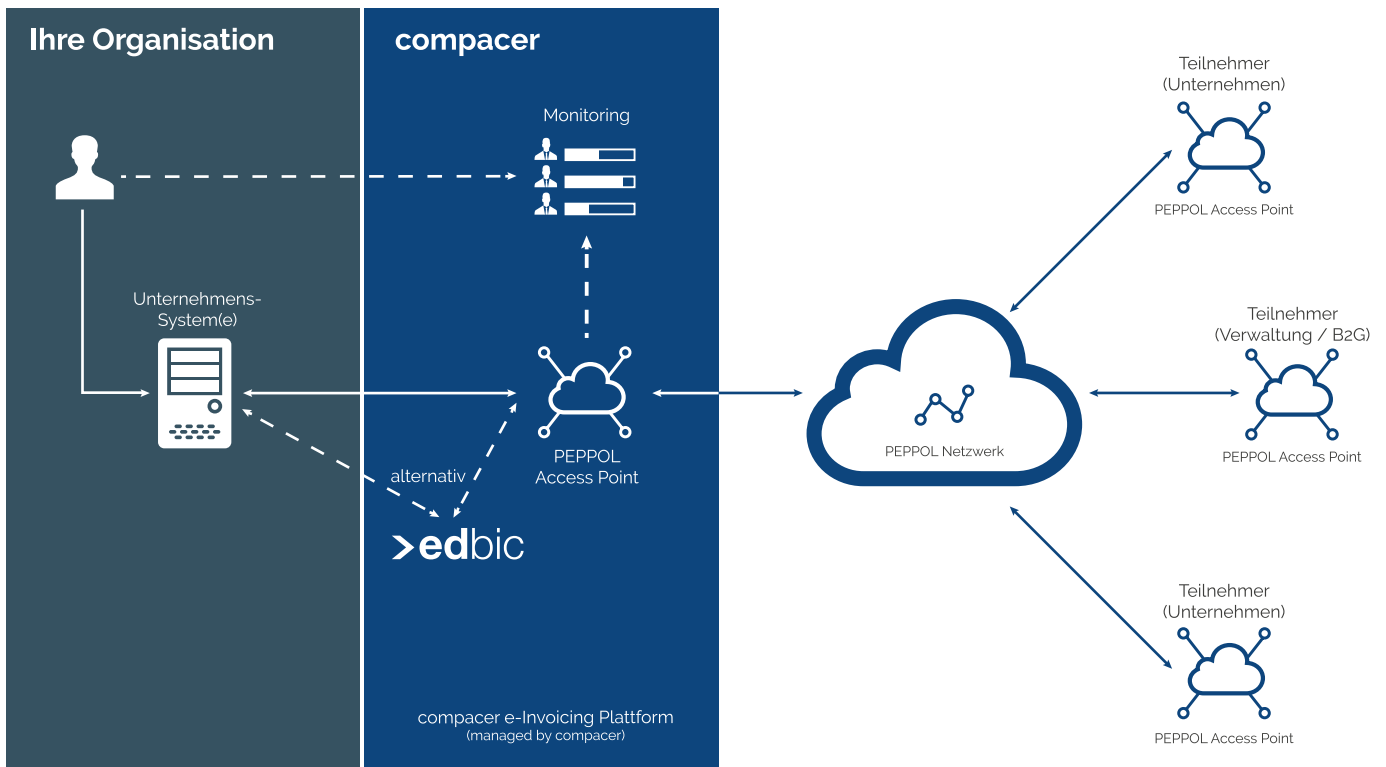 Ihre Organisation
compacer
Monitoring
Unternehmens-
System(e)
PEPPOL
Access Point
alternativ
>edbic
compacer e-Invoicing Plattform
(managed by compacer)
PEPPOL Netzwerk
Teilnehmer
(Unternehmen)
PEPPOL Access Point
Teilnehmer
(Verwaltung / B2G)
PEPPOL Access Point
Teilnehmer
(Unternehmen)
PEPPOL Access Point